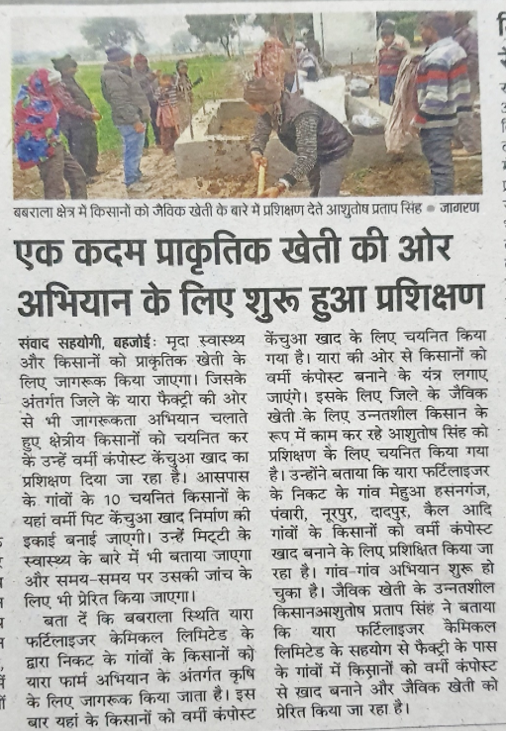 बबराला क्षेत्र में किसानों को जैविक खेती के बारे में प्रशिक्षण देते आशुतोष प्रताप सिंह ● जागरण
एक कदम प्राकृतिक खेती की ओर
अभियान के लिए शुरू हुआ प्रशिक्षण
संवाद सहयोगी, बहजोई: मृदा स्वास्थ्य
और किसानों को प्राकृतिक खेती के
लिए जागरूक किया जाएगा। जिसके
अंतर्गत जिले के यारा फैक्ट्री की ओर
से भी जागरूकता अभियान चलाते
हुए क्षेत्रीय किसानों को चयनित कर
के उन्हें वर्मी कंपोस्ट केंचुआ खाद का
प्रशिक्षण दिया जा रहा है। आसपास
के गांवों के 10 चयनित किसानों के
यहां वर्मी पिट केंचुआ खाद निर्माण की
इकाई बनाई जाएगी। उन्हें मिट्टी के
स्वास्थ्य के बारे में भी बताया जाएगा
और समय-समय पर उसकी जांच के
लिए भी प्रेरित किया जाएगा।
बता दें कि बबराला स्थिति यारा
फर्टिलाइजर केमिकल लिमिटेड के
द्वारा निकट के गांवों के किसानों को
यारा फार्म अभियान के अंतर्गत कृषि
के लिए जागरूक किया जाता है। इस
बार यहां के किसानों को वर्मी कंपोस्ट
केंचुआ खाद के लिए चयनित किया
गया है। यारा की ओर से किसानों को
वर्मी कंपोस्ट बनाने के यंत्र लगाए
जाएंगे। इसके लिए जिले के जैविक
खेती के लिए उन्नतशील किसान के
रूप में काम कर रहे आशुतोष सिंह को
प्रशिक्षण के लिए चयनित किया गया
है। उन्होंने बताया कि यारा फर्टिलाइजर
के निकट के गांव मेहुआ हसनगंज,
पंवारी, नूरपुर, दादपुर, कैल आदि
गांवों के किसानों को वर्मी कंपोस्ट
खाद बनाने के लिए प्रशिक्षित किया जा
रहा है। गांव-गांव अभियान शुरू हो
चुका है। जैविक खेती के उन्नतशील
किसानआशुतोष प्रताप सिंह ने बताया
कि यारा फर्टिलाइजर केमिकल
लिमिटेड के सहयोग से फैक्ट्री के पास
के गांवों में किसानों को वर्मी कंपोस्ट
से खाद बनाने और जैविक खेती को
प्रेरित किया जा रहा है।